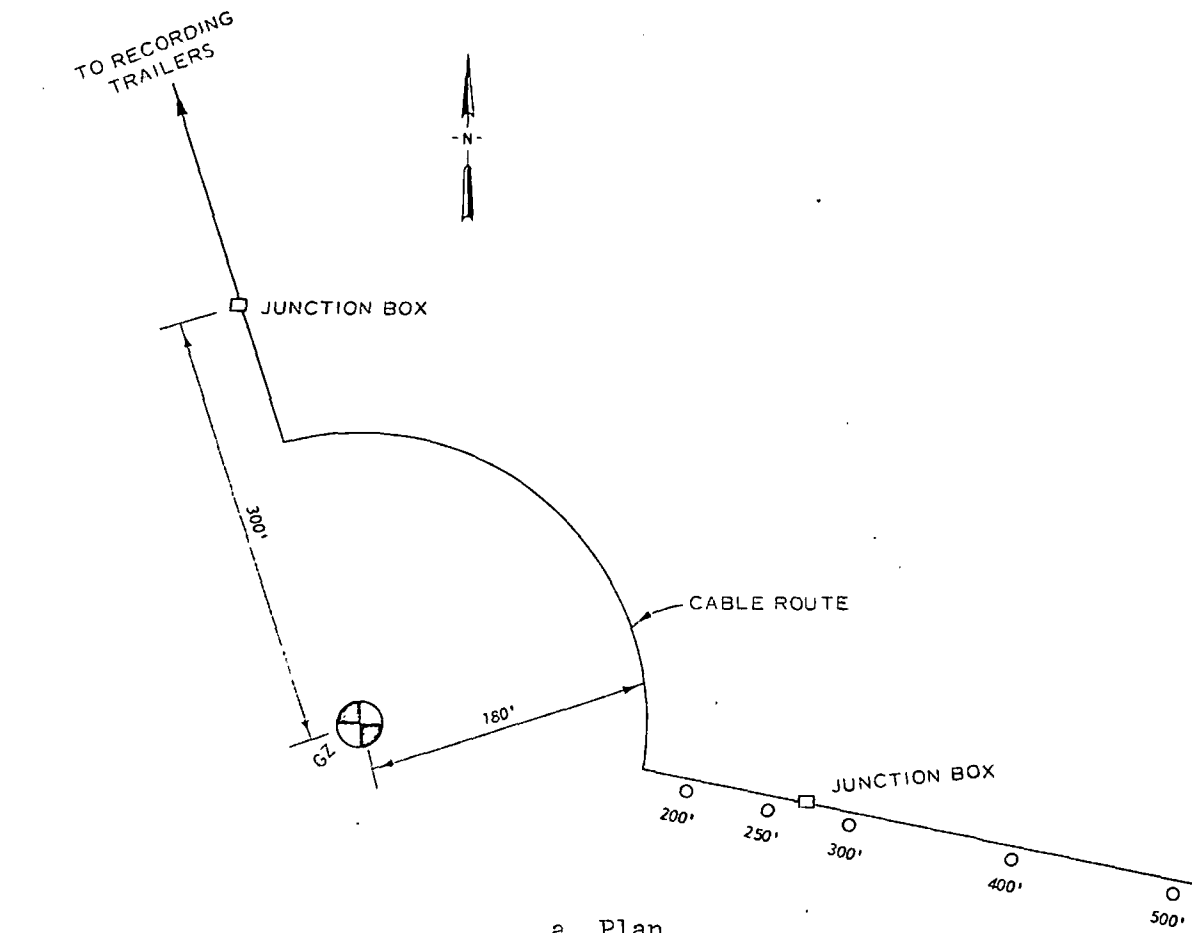 TO RECORDING
TRAILERS
-N-
JUNCTION BOX
300'
CABLE ROUTE
180'
GZ
JUNCTION BOX
200'
250'
300'
400'
500'
a. Plan